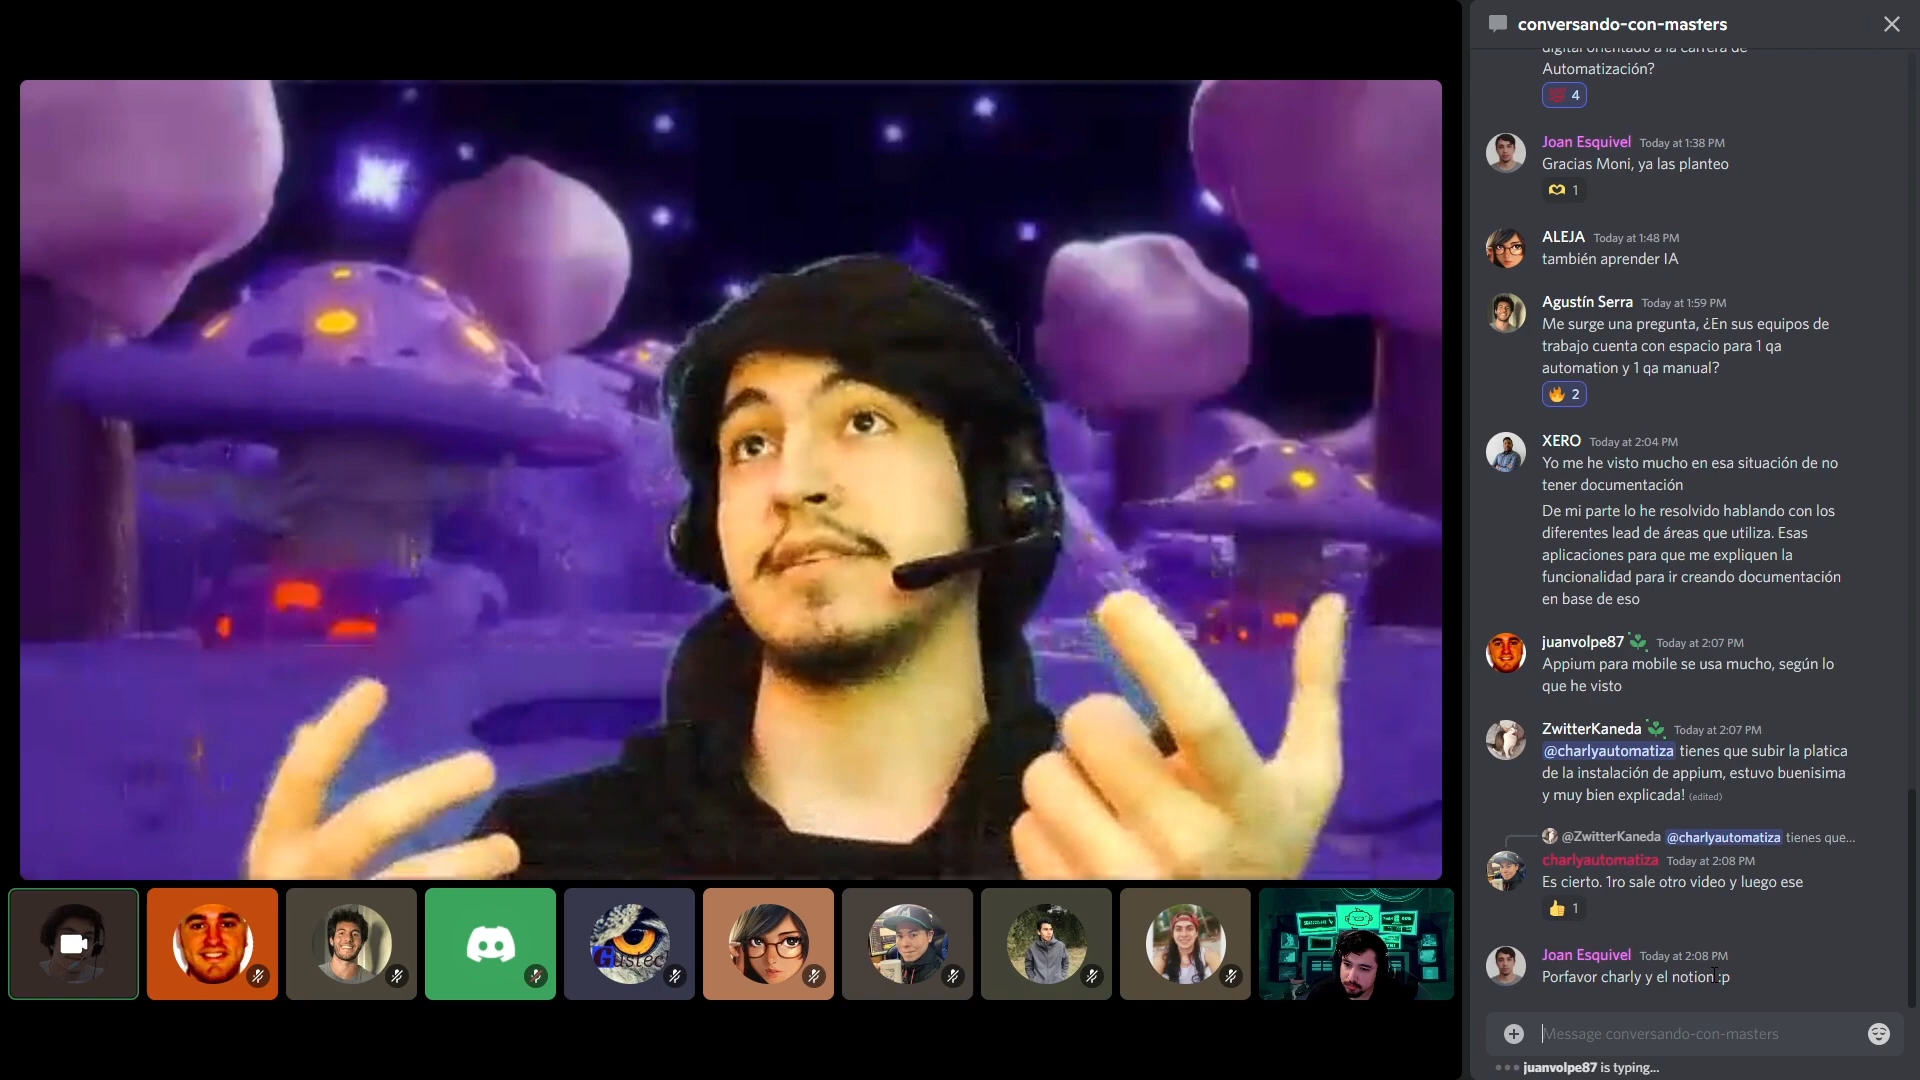 conversando-con-masters
digital orientado a la carrera de
Automatización?
4
Joan Esquivel Today at 1:38 PM
Gracias Moni, ya las planteo
1
ALEJA Today at 1:48 PM
también aprender IA
Agustín Serra Today at 1:59 PM
Me surge una pregunta, ¿En sus equipos de
trabajo cuenta con espacio para 1 qa
automation y 1 qa manual?
2
XERO Today at 2:04 PM
Yo me he visto mucho en esa situación de no
tener documentación
De mi parte lo he resolvido hablando con los
diferentes lead de áreas que utiliza. Esas
aplicaciones para que me expliquen la
funcionalidad para ir creando documentación
en base de eso
juanvolpe87 Today at 2:07 PM
Appium para mobile se usa mucho, según lo
que he visto
ZwitterKaneda Today at 2:07 PM
@charlyautomatiza tienes que subir la platica
de la instalación de appium, estuvo buenisima
y muy bien explicada! (edited)
@ZwitterKaneda @charlyautomatiza tienes que...
charlyautomatiza Today at 2:08 PM
Es cierto. 1ro sale otro video y luego ese
1
Joan Esquivel Today at 2:08 PM
Porfavor charly y el notion :p
Message conversando-con-masters
juanvolpe87 is typing...